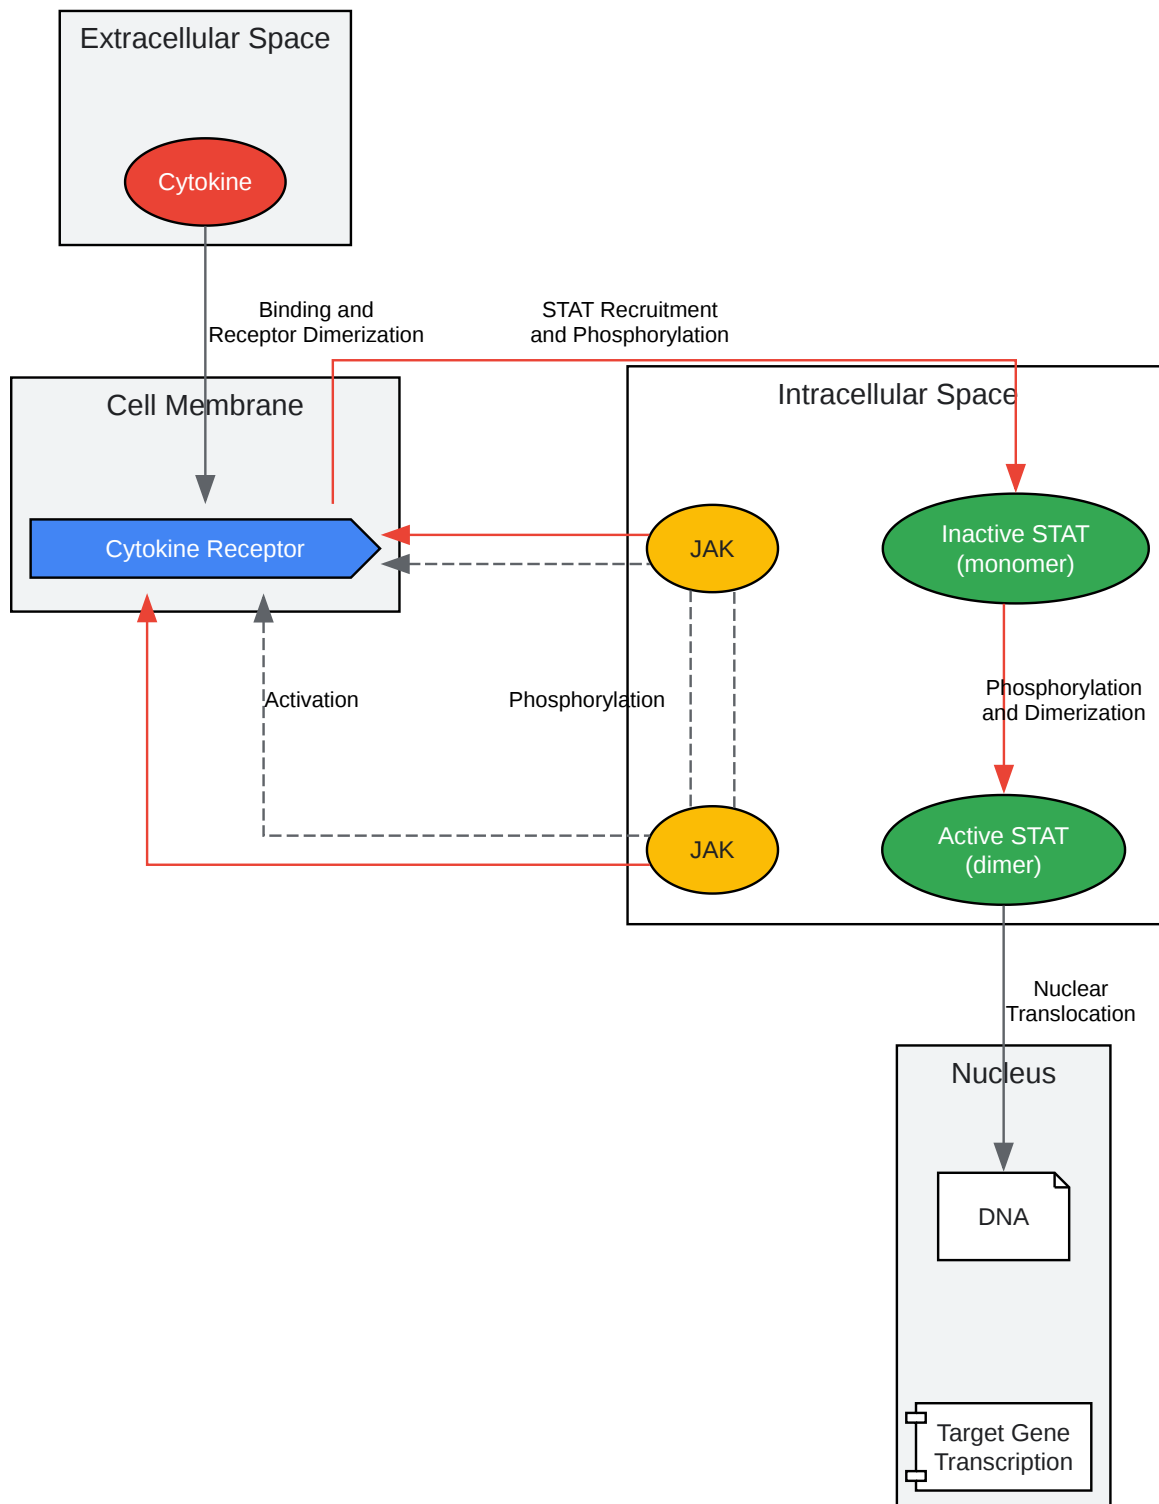 Extracellular Space
Cytokine
Binding and
Receptor Dimerization
STAT Recruitment
and Phosphorylation
Cell Membrane
Intracellular Space
Cytokine Receptor
JAK
Inactive STAT
(monomer)
Activation
Phosphorylation
Phosphorylation
and Dimerization
JAK
Active STAT
(dimer)
Nuclear
Translocation
Nucleus
DNA
Target Gene
Transcription